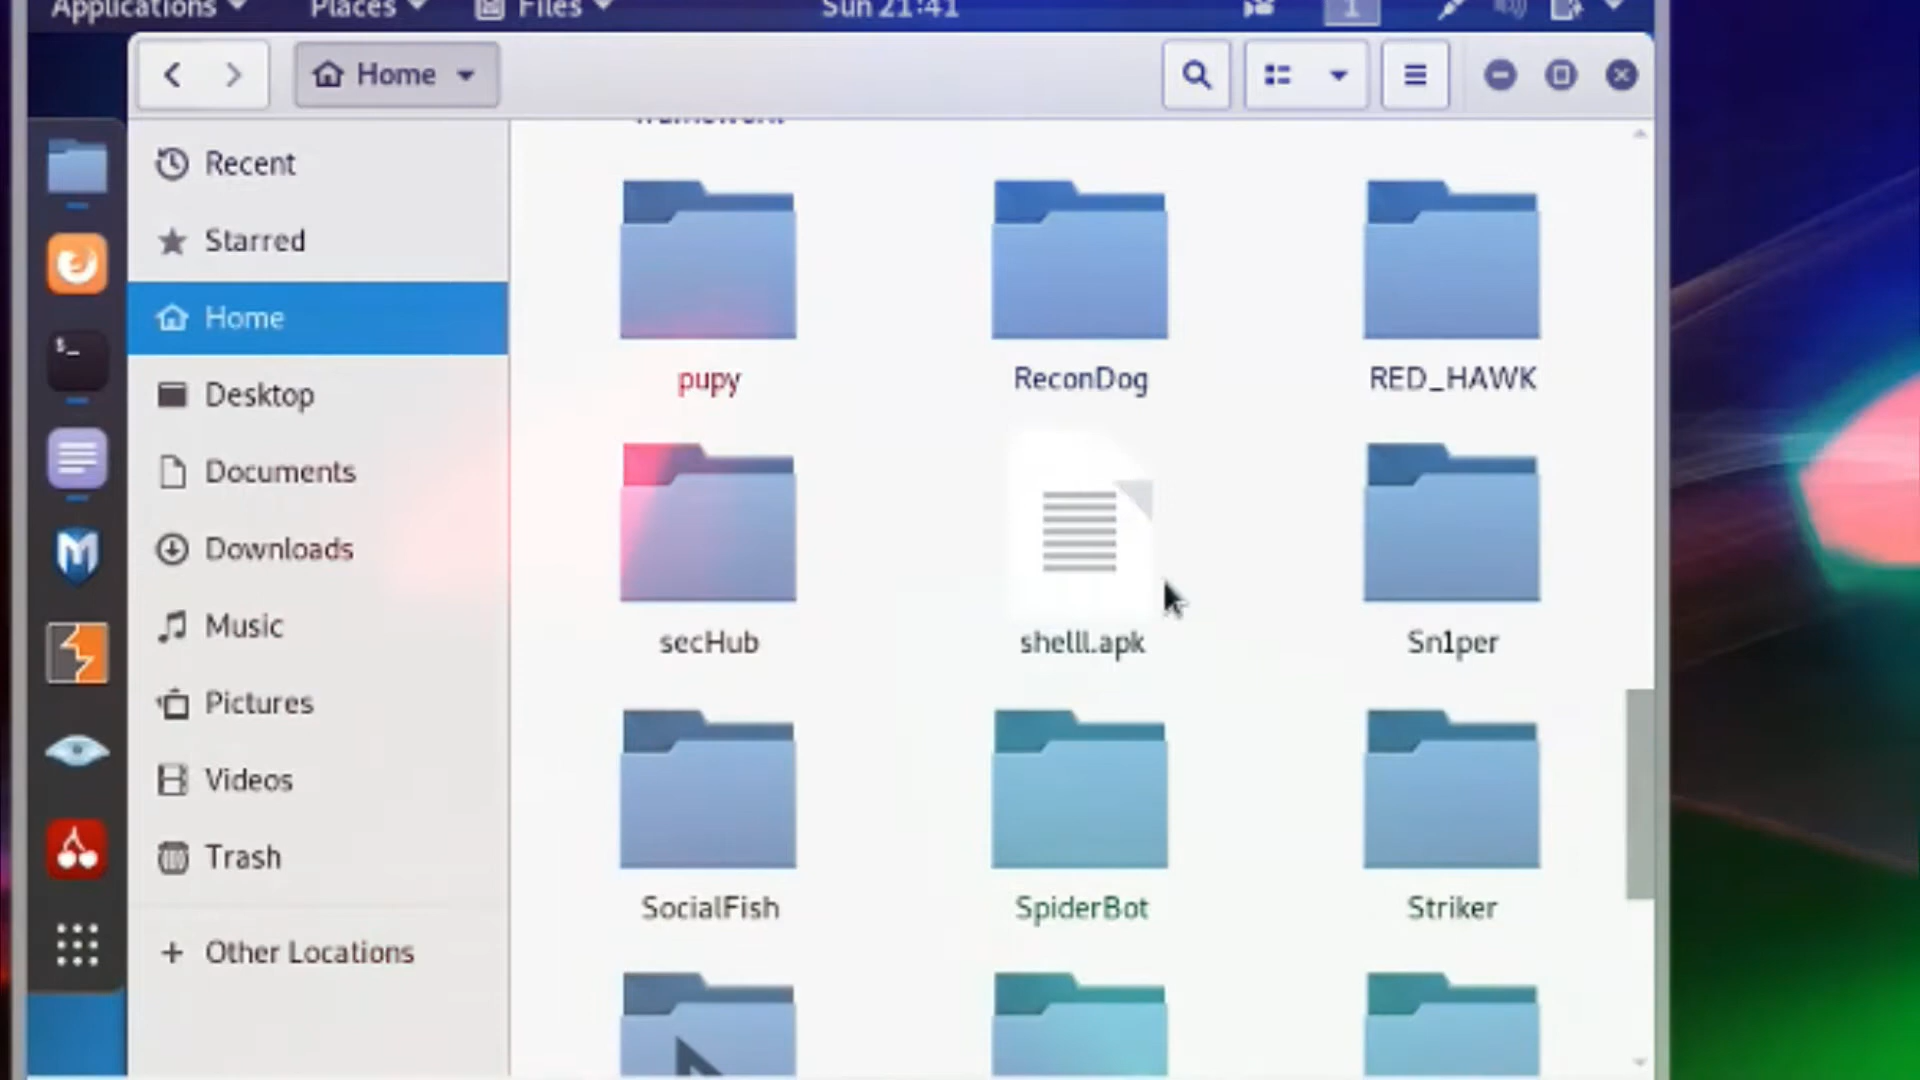 Applications Places Files Sun 21:41 1
Home
Recent
Starred
Home
Desktop
Documents
Downloads
Music
Pictures
Videos
Trash
+ Other Locations
pupy ReconDog RED_HAWK
secHub shelll.apk Sn1per
SocialFish SpiderBot Striker